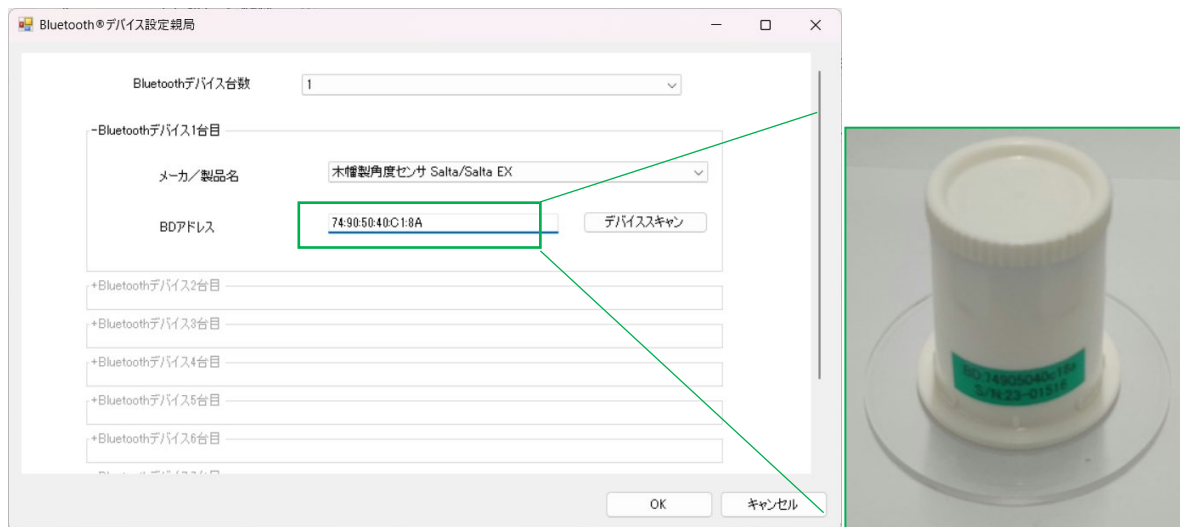 Bluetooth®デバイス設定親局
Bluetoothデバイス台数
1
-Bluetoothデバイス1台目
メーカ/製品名
木幡製角度センサ Salta/Salta EX
BDアドレス
74:90:50:40:C1:8A
デバイススキャン
+Bluetoothデバイス2台目
+Bluetoothデバイス3台目
+Bluetoothデバイス4台目
+Bluetoothデバイス5台目
+Bluetoothデバイス6台目
OK
キャンセル
BD:74905040c18a
S/N:23-01516